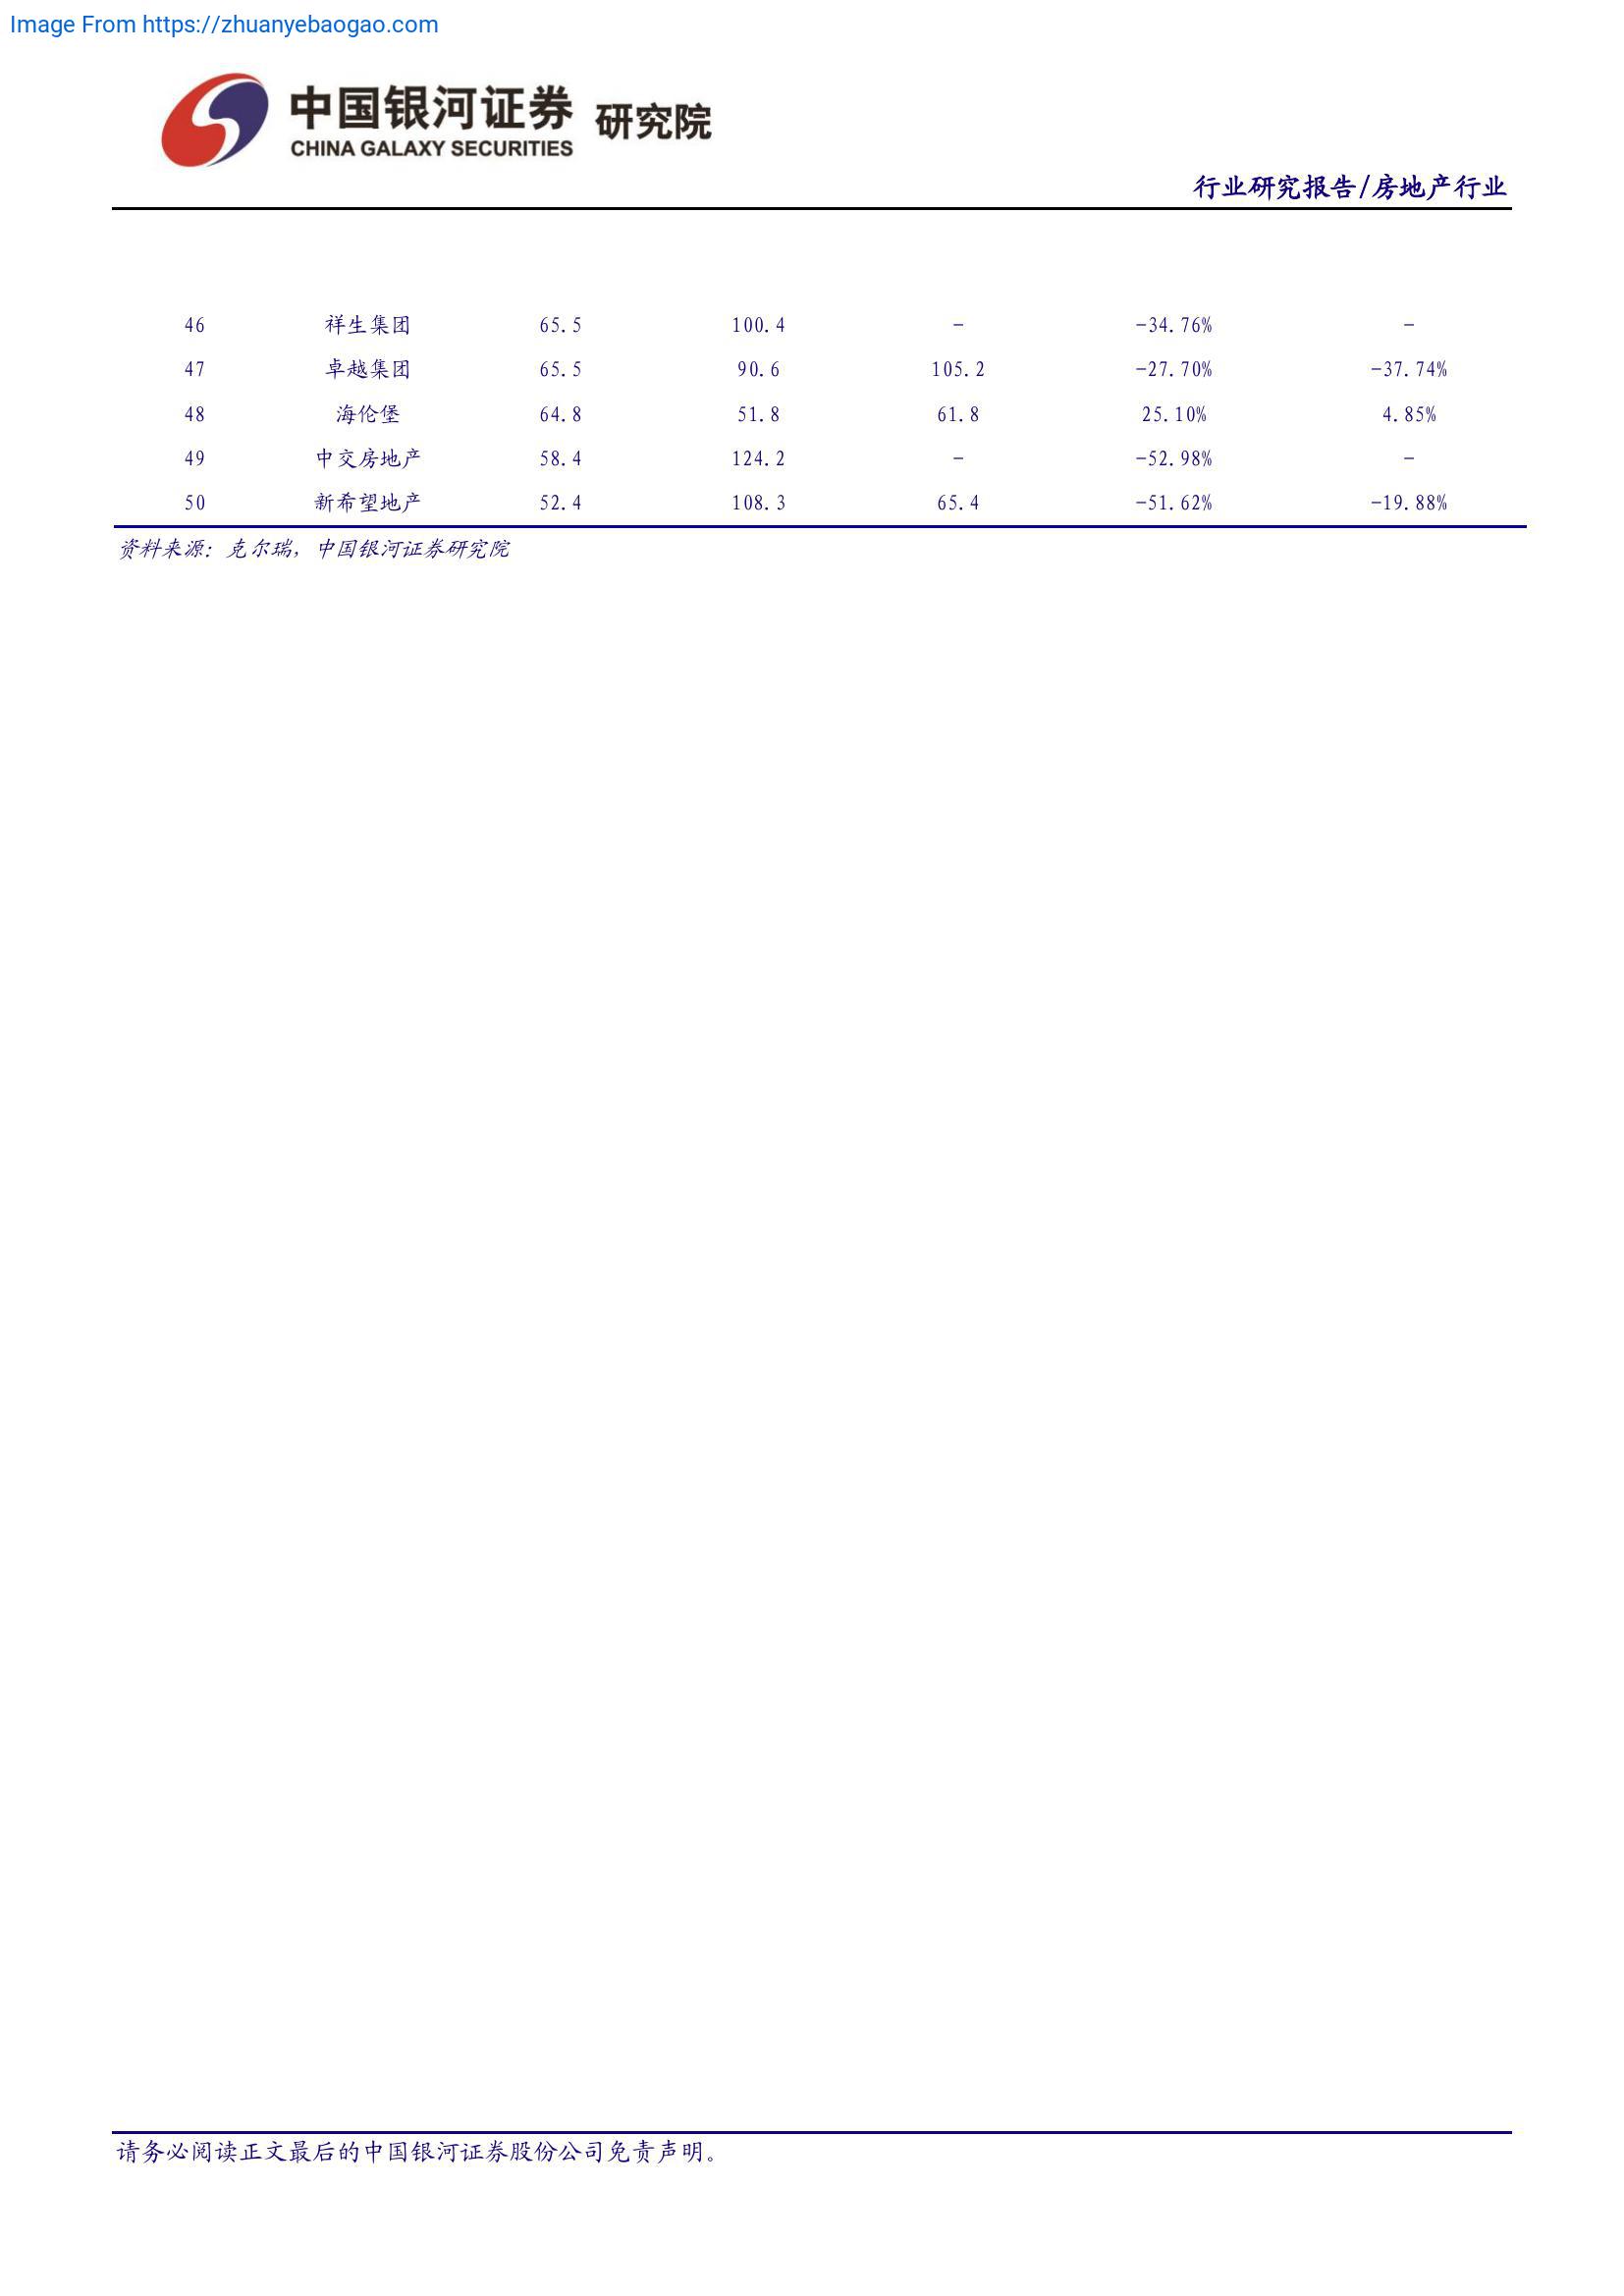 Image From https://zhuanyebaogao.com
中国银河证券 研究院
CHINA GALAXY SECURITIES
行业研究报告/房地产行业
46 祥生集团 65.5 100.4 - -34.76% -
47 卓越集团 65.5 90.6 105.2 -27.70% -37.74%
48 海伦堡 64.8 51.8 61.8 25.10% 4.85%
49 中交房地产 58.4 124.2 - -52.98% -
50 新希望地产 52.4 108.3 65.4 -51.62% -19.88%
资料来源：克尔瑞，中国银河证券研究院
请务必阅读正文最后的中国银河证券股份公司免责声明。